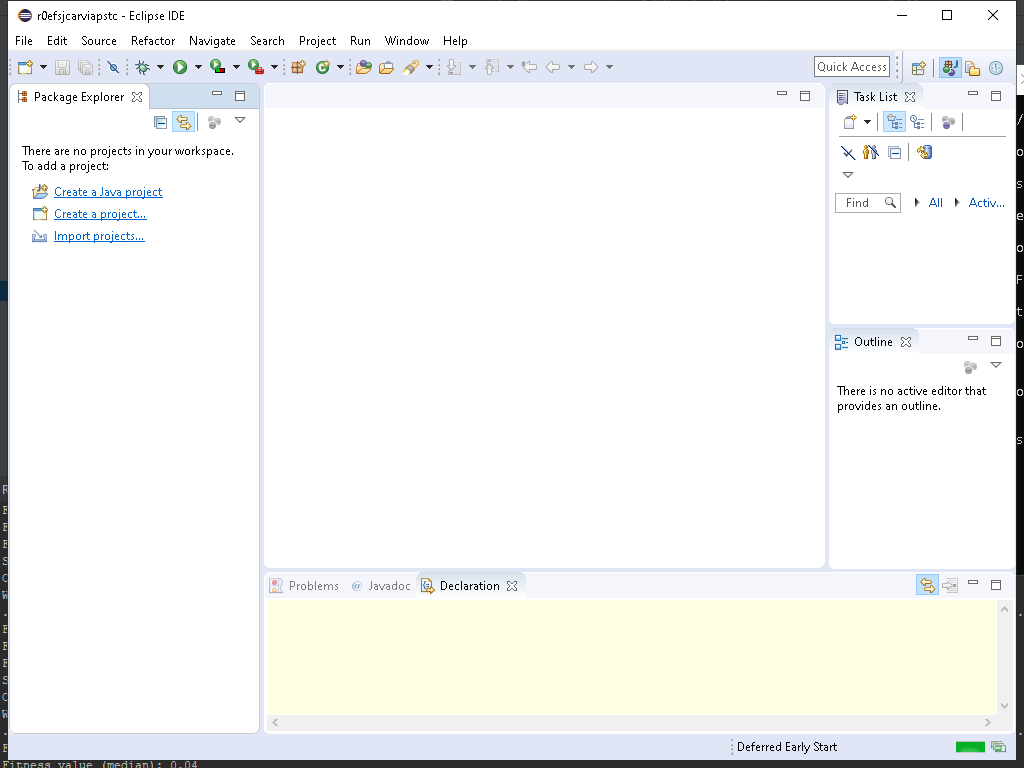 r0efsjcarviapstc - Eclipse IDE
File Edit Source Refactor Navigate Search Project Run Window Help
Quick Access
Package Explorer
There are no projects in your workspace.
To add a project:
Create a Java project
Create a project...
Import projects...
Task List
Find
All
Activ...
Outline
There is no active editor that
provides an outline.
Problems @ Javadoc Declaration
Deferred Early Start
Fitness value (median): 0.04